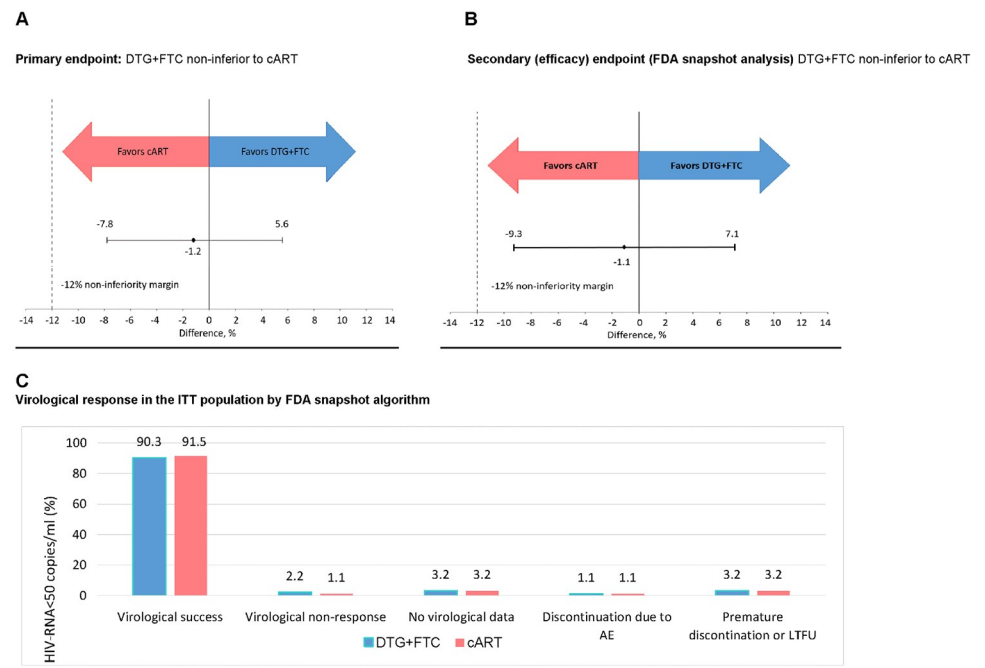 A
Primary endpoint: DTG+FTC non-inferior to cART
Favors cART
Favors DTG+FTC
-7.8
5.6
-1.2
-12% non-inferiority margin
-14 -12 -10 -8 -6 -4 -2 0 2 4 6 8 10 12 14
Difference, %
B
Secondary (efficacy) endpoint (FDA snapshot analysis) DTG+FTC non-inferior to cART
Favors cART
Favors DTG+FTC
-9.3
7.1
-1.1
-12% non-inferiority margin
-14 -12 -10 -8 -6 -4 -2 0 2 4 6 8 10 12 14
Difference, %
C
Virological response in the ITT population by FDA snapshot algorithm
HIV-RNA<50 copies/ml (%)
100
80
60
40
20
0
90.3 91.5
2.2 1.1
3.2 3.2
1.1 1.1
3.2 3.2
Virological success
Virological non-response
No virological data
Discontinuation due to
AE
Premature
discontination or LTFU
DTG+FTC
cART